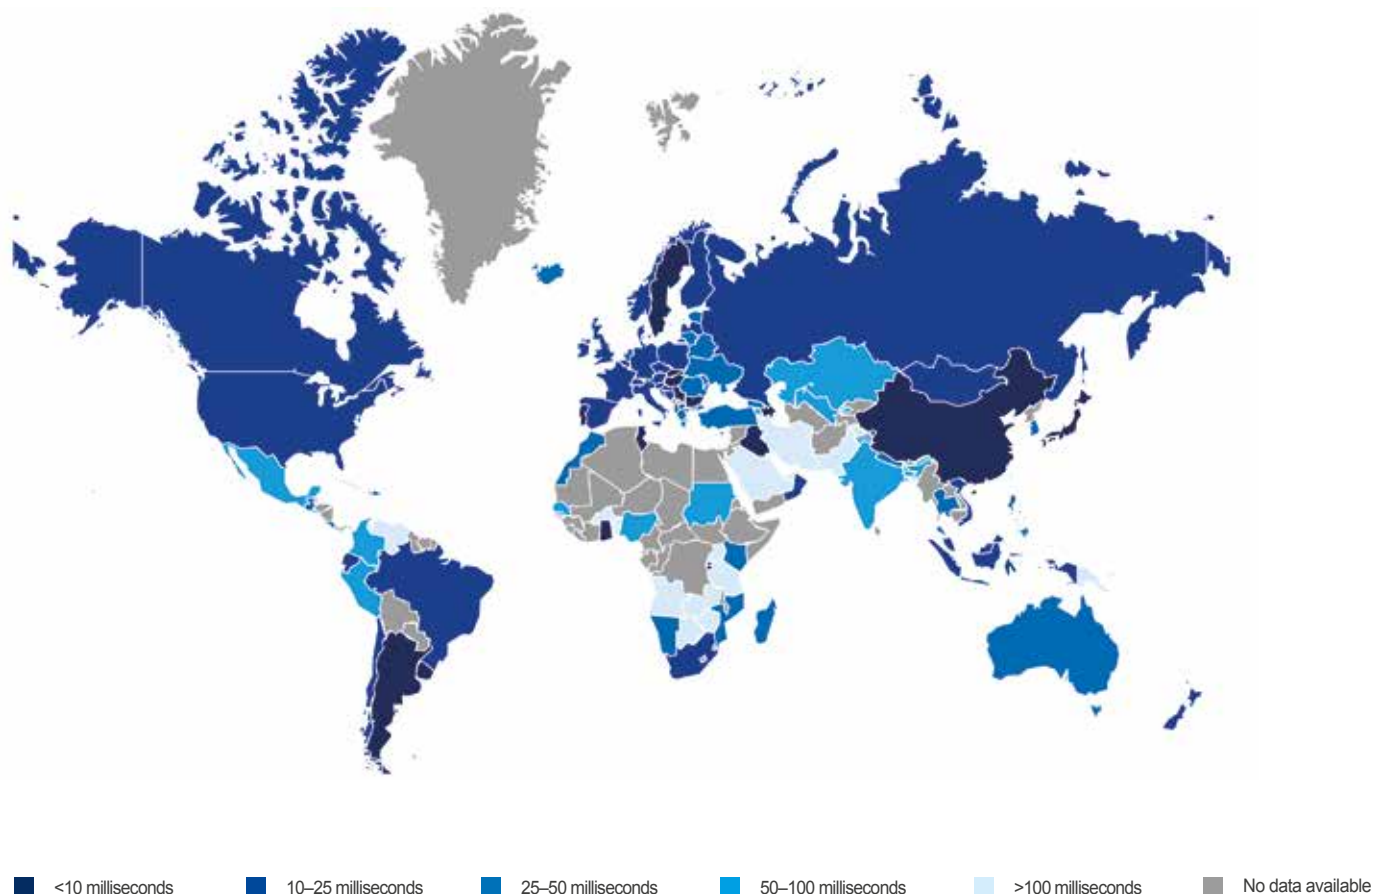 <10 milliseconds
10–25 milliseconds
25–50 milliseconds
50–100 milliseconds
>100 milliseconds
No data available